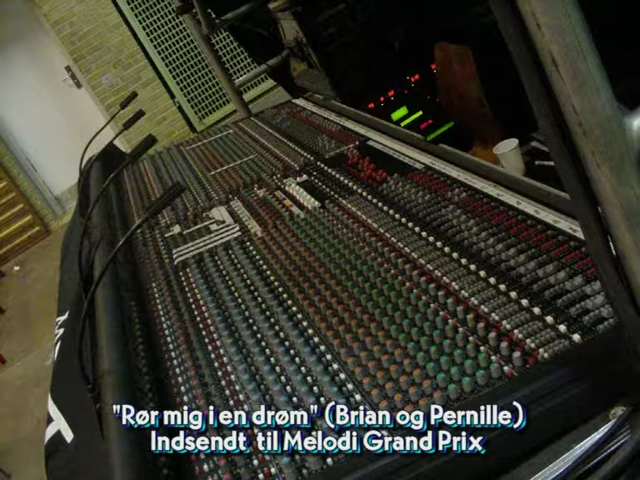 "Rør mig i en drøm" (Brian og Pernille)
Indsendt til Melodi Grand Prix